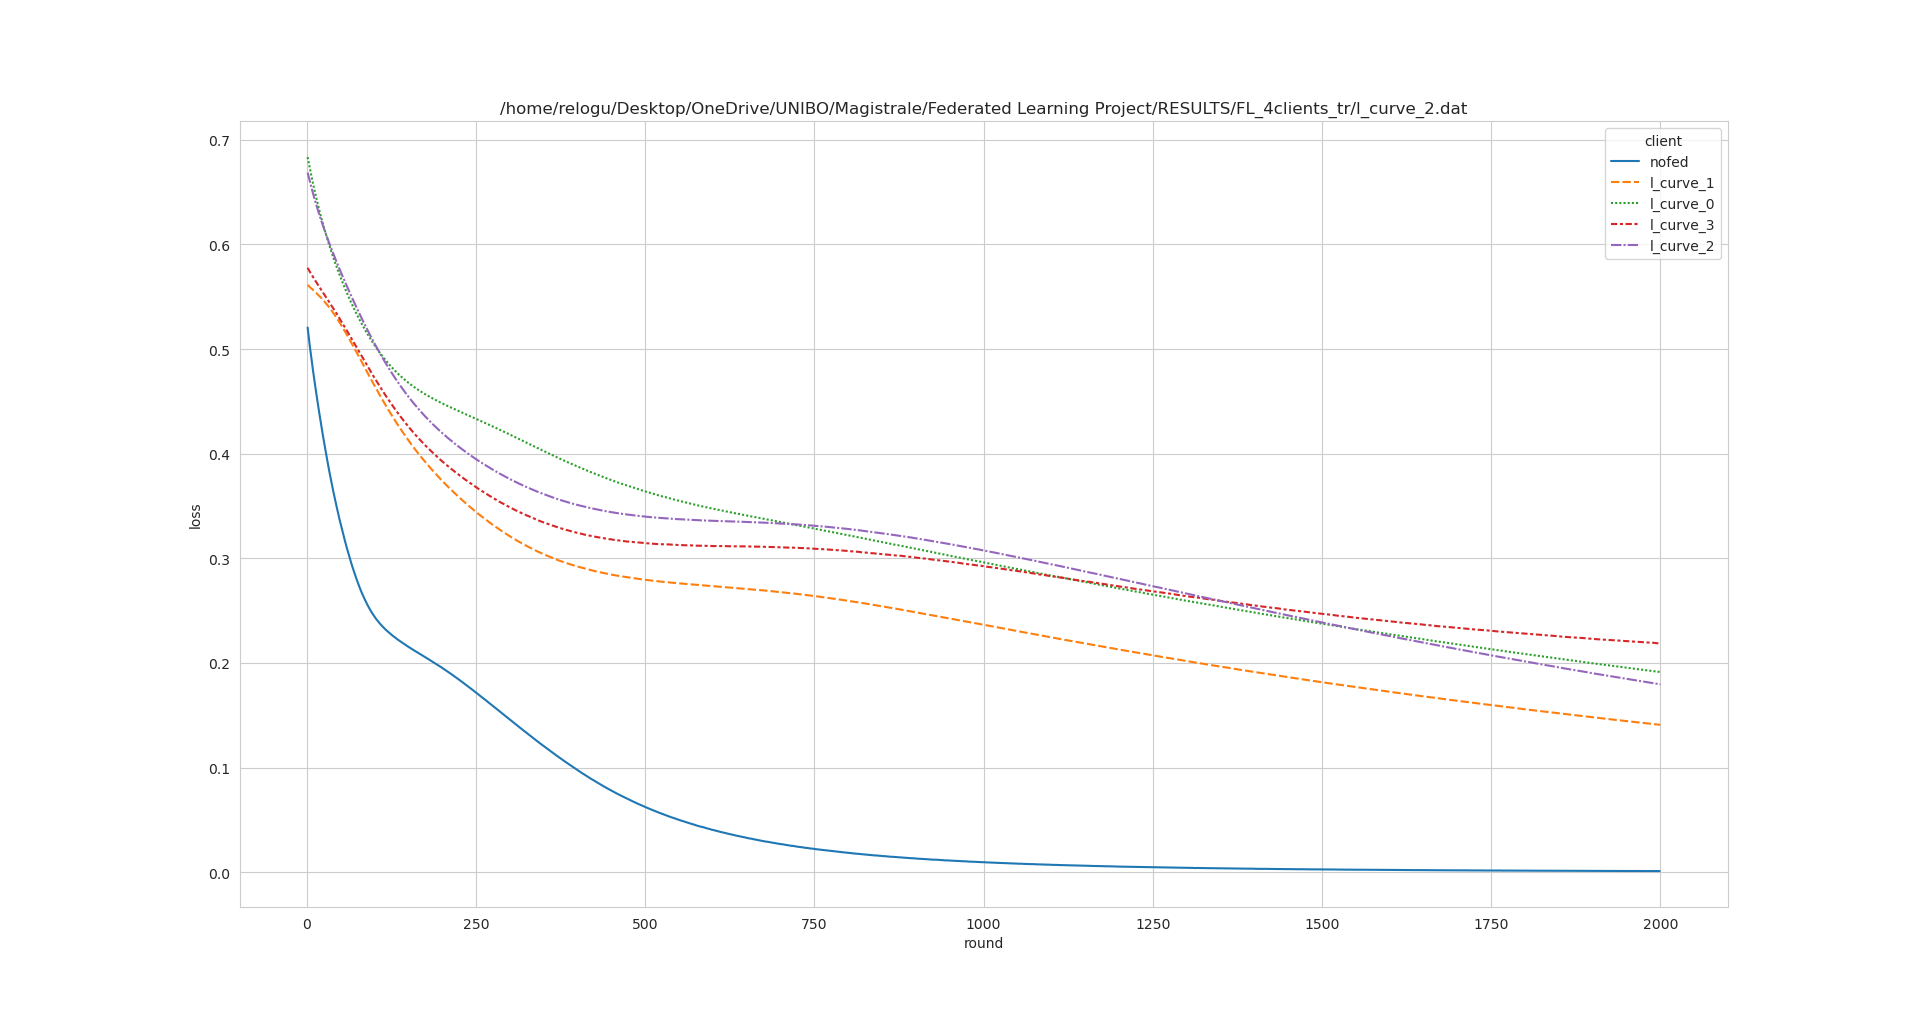 /home/relogu/Desktop/OneDrive/UNIBO/Magistrale/Federated Learning Project/RESULTS/FL_4clients_tr/l_curve_2.dat
client
nofed
l_curve_1
l_curve_0
l_curve_3
l_curve_2
loss
0.7
0.6
0.5
0.4
0.3
0.2
0.1
0.0
0 250 500 750 1000 1250 1500 1750 2000
round